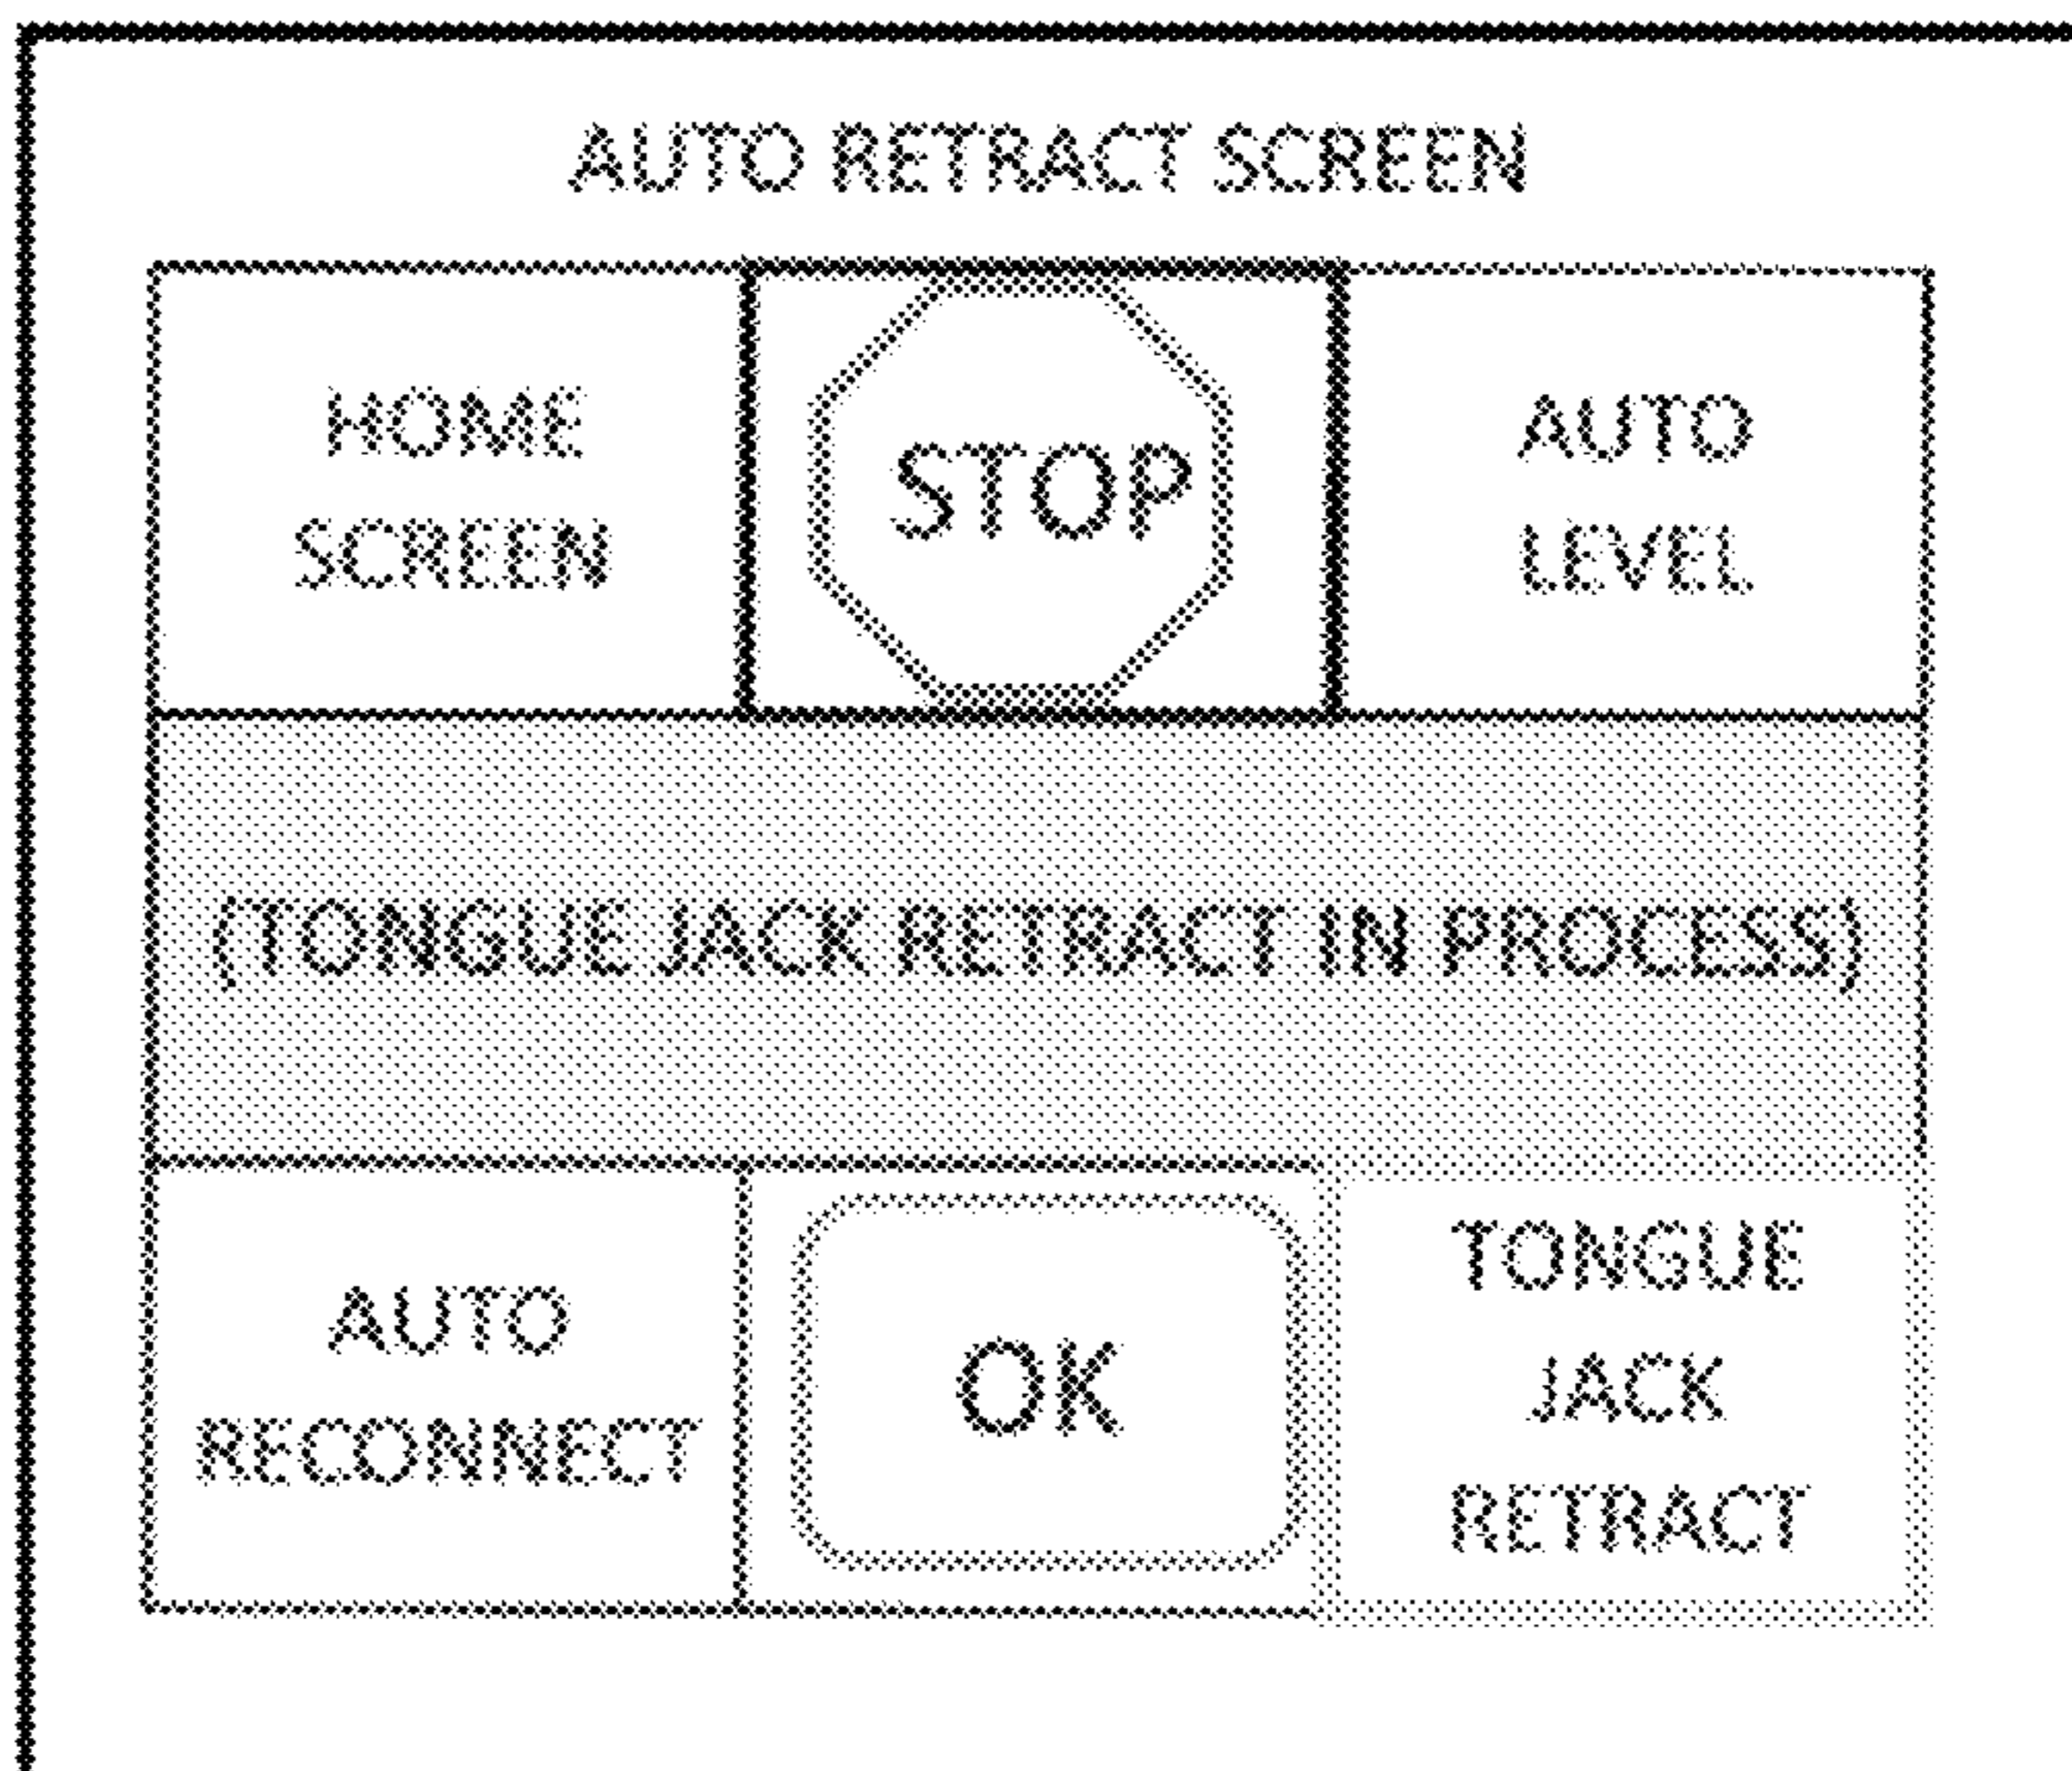 AUTO RETRACT SCREEN
HOME
SCREEN
STOP
AUTO
LEVEL
(TONGUE JACK RETRACT IN PROCESS)
AUTO
RECONNECT
OK
TONGUE
JACK
RETRACT